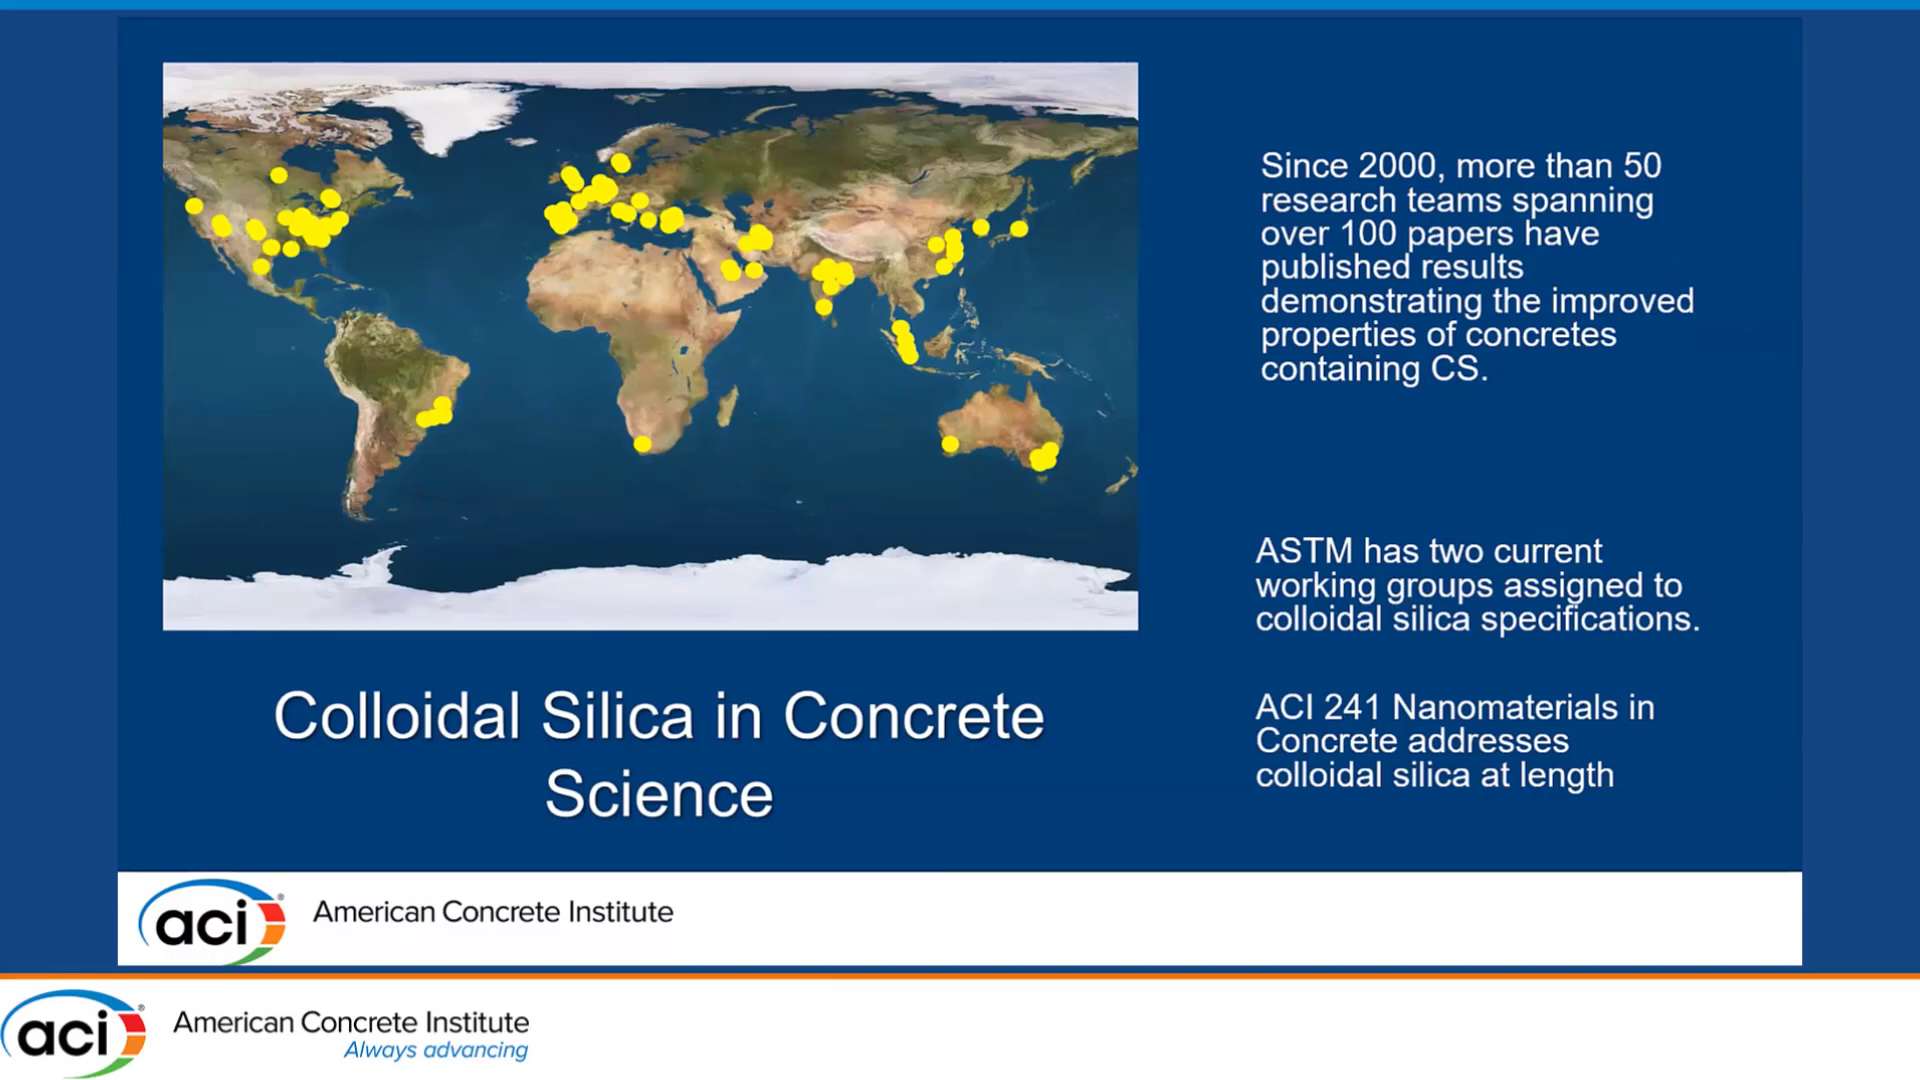 Since 2000, more than 50
research teams spanning
over 100 papers have
published results
demonstrating the improved
properties of concretes
containing CS.
ASTM has two current
working groups assigned to
colloidal silica specifications.
ACI 241 Nanomaterials in
Concrete addresses
colloidal silica at length
Colloidal Silica in Concrete
Science
aci® American Concrete Institute
aci® American Concrete Institute
Always advancing